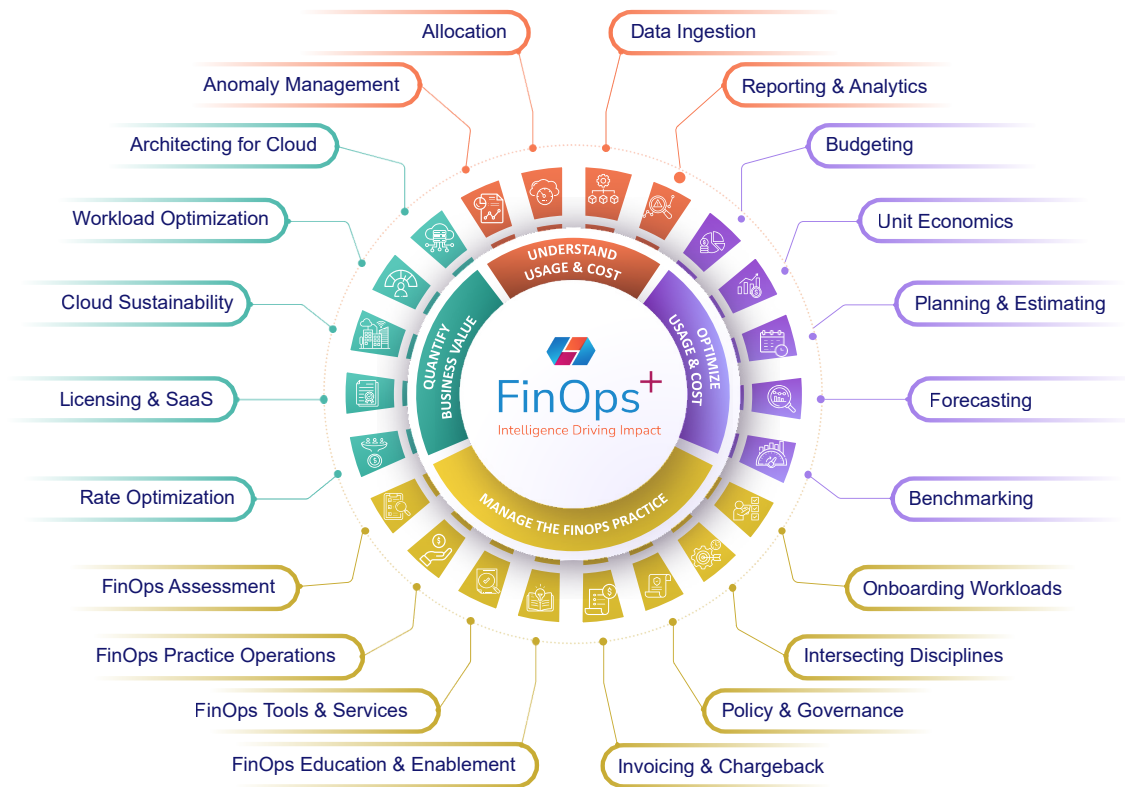 Allocation
Data Ingestion
Anomaly Management
Reporting & Analytics
Architecting for Cloud
Budgeting
Workload Optimization
Unit Economics
Cloud Sustainability
Planning & Estimating
Licensing & SaaS
Forecasting
Rate Optimization
Benchmarking
FinOps Assessment
Onboarding Workloads
FinOps Practice Operations
Intersecting Disciplines
FinOps Tools & Services
Policy & Governance
FinOps Education & Enablement
Invoicing & Chargeback
UNDERSTAND
USAGE & COST
QUANTIFY
BUSINESS VALUE
OPTIMIZE
USAGE & COST
MANAGE THE FINOPS PRACTICE
FinOps+
Intelligence Driving Impact